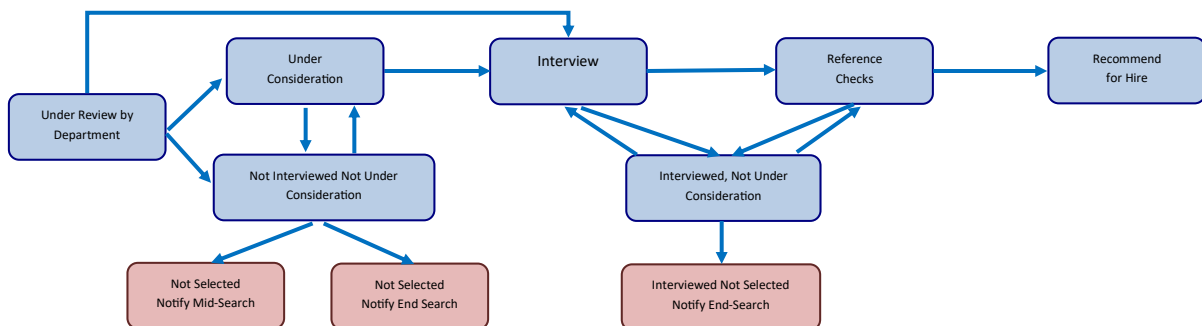 Under
Consideration
Interview
Reference
Checks
Recommend
for Hire
Under Review by
Department
Not Interviewed Not Under
Consideration
Interviewed, Not Under
Consideration
Not Selected
Notify Mid-Search
Not Selected
Notify End Search
Interviewed Not Selected
Notify End-Search